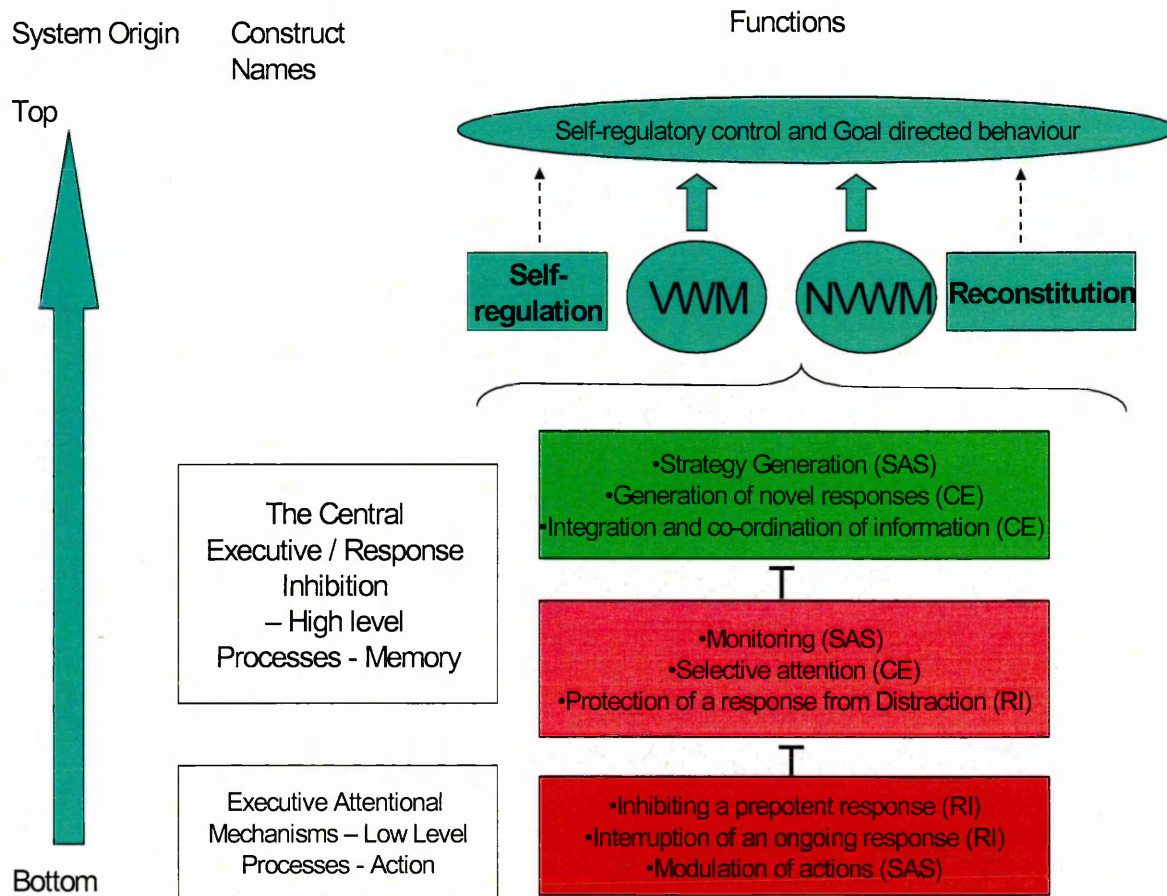 System Origin
Construct
Names
Functions
Top
Self-regulatory control and Goal directed behaviour
Self-
regulation
VWM
NVWM
Reconstitution
The Central
Executive / Response
Inhibition
– High level
Processes - Memory
•Strategy Generation (SAS)
•Generation of novel responses (CE)
•Integration and co-ordination of information (CE)
•Monitoring (SAS)
•Selective attention (CE)
•Protection of a response from Distraction (RI)
Executive Attentional
Mechanisms – Low Level
Processes - Action
•Inhibiting a prepotent response (RI)
•Interruption of an ongoing response (RI)
•Modulation of actions (SAS)
Bottom